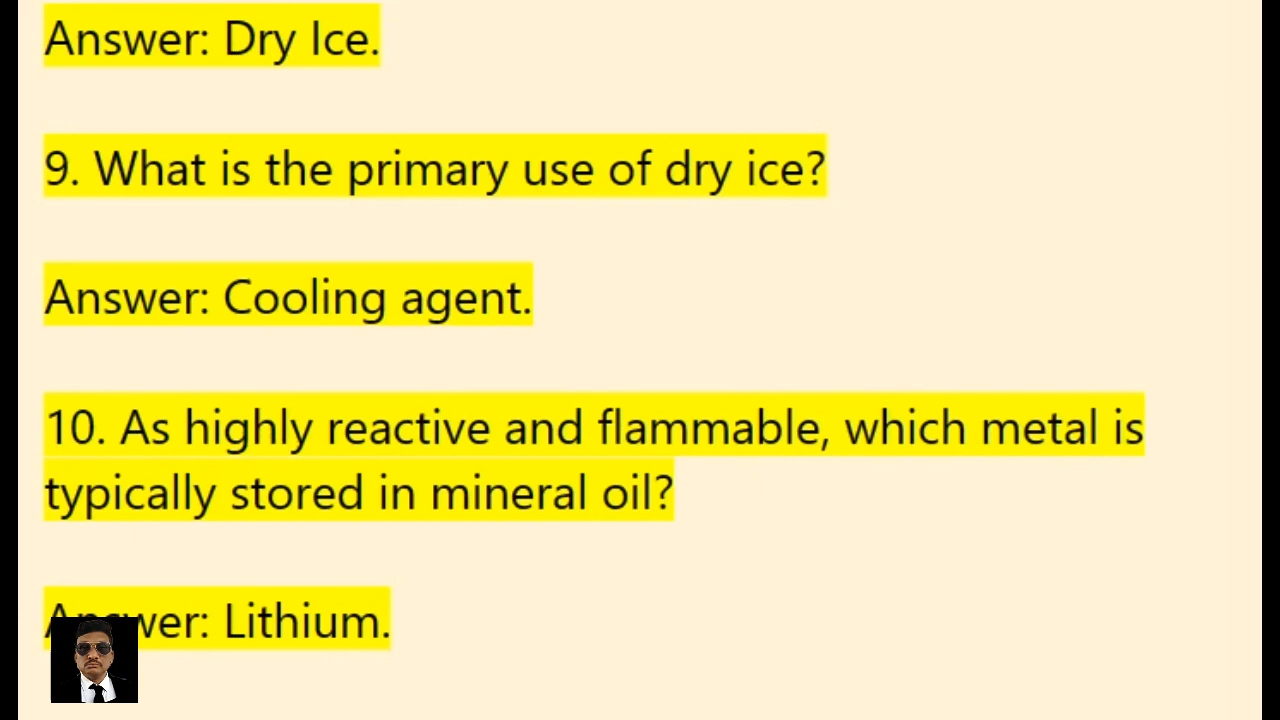 Answer: Dry Ice.
9. What is the primary use of dry ice?
Answer: Cooling agent.
10. As highly reactive and flammable, which metal is
typically stored in mineral oil?
Answer: Lithium.